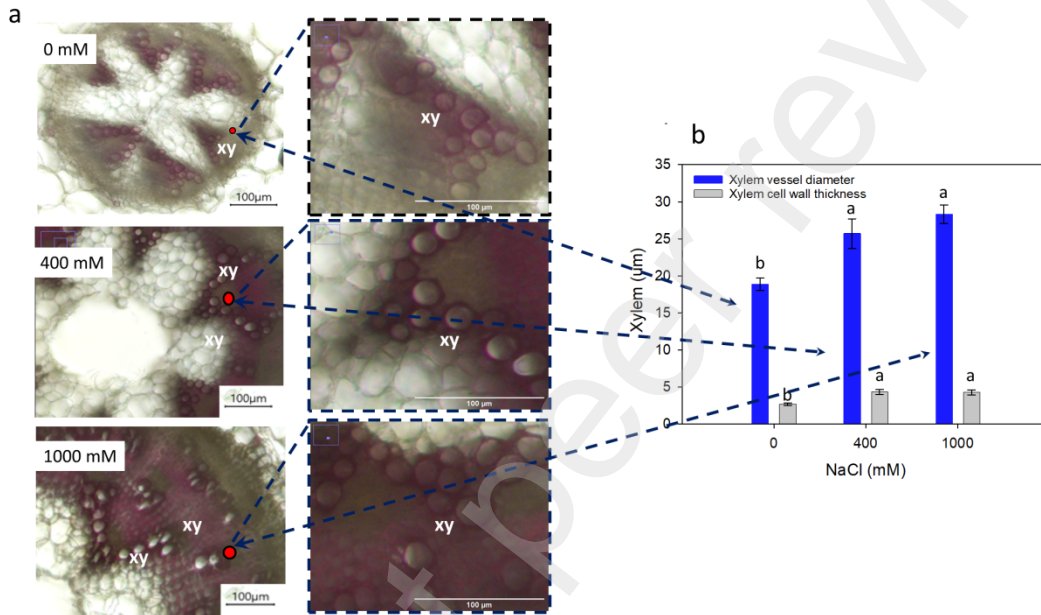 a
0 mM
xy
100µm
xy
100 µm
400 mM
xy
100µm
xy
100 µm
1000 mM
xy
xy
100µm
xy
100 µm
b
Xylem vessel diameter
Xylem cell wall thickness
35
30
25
20
15
10
5
0
Xylem (µm)
b
b
a
a
a
a
0
400
1000
NaCl (mM)
t peer revi